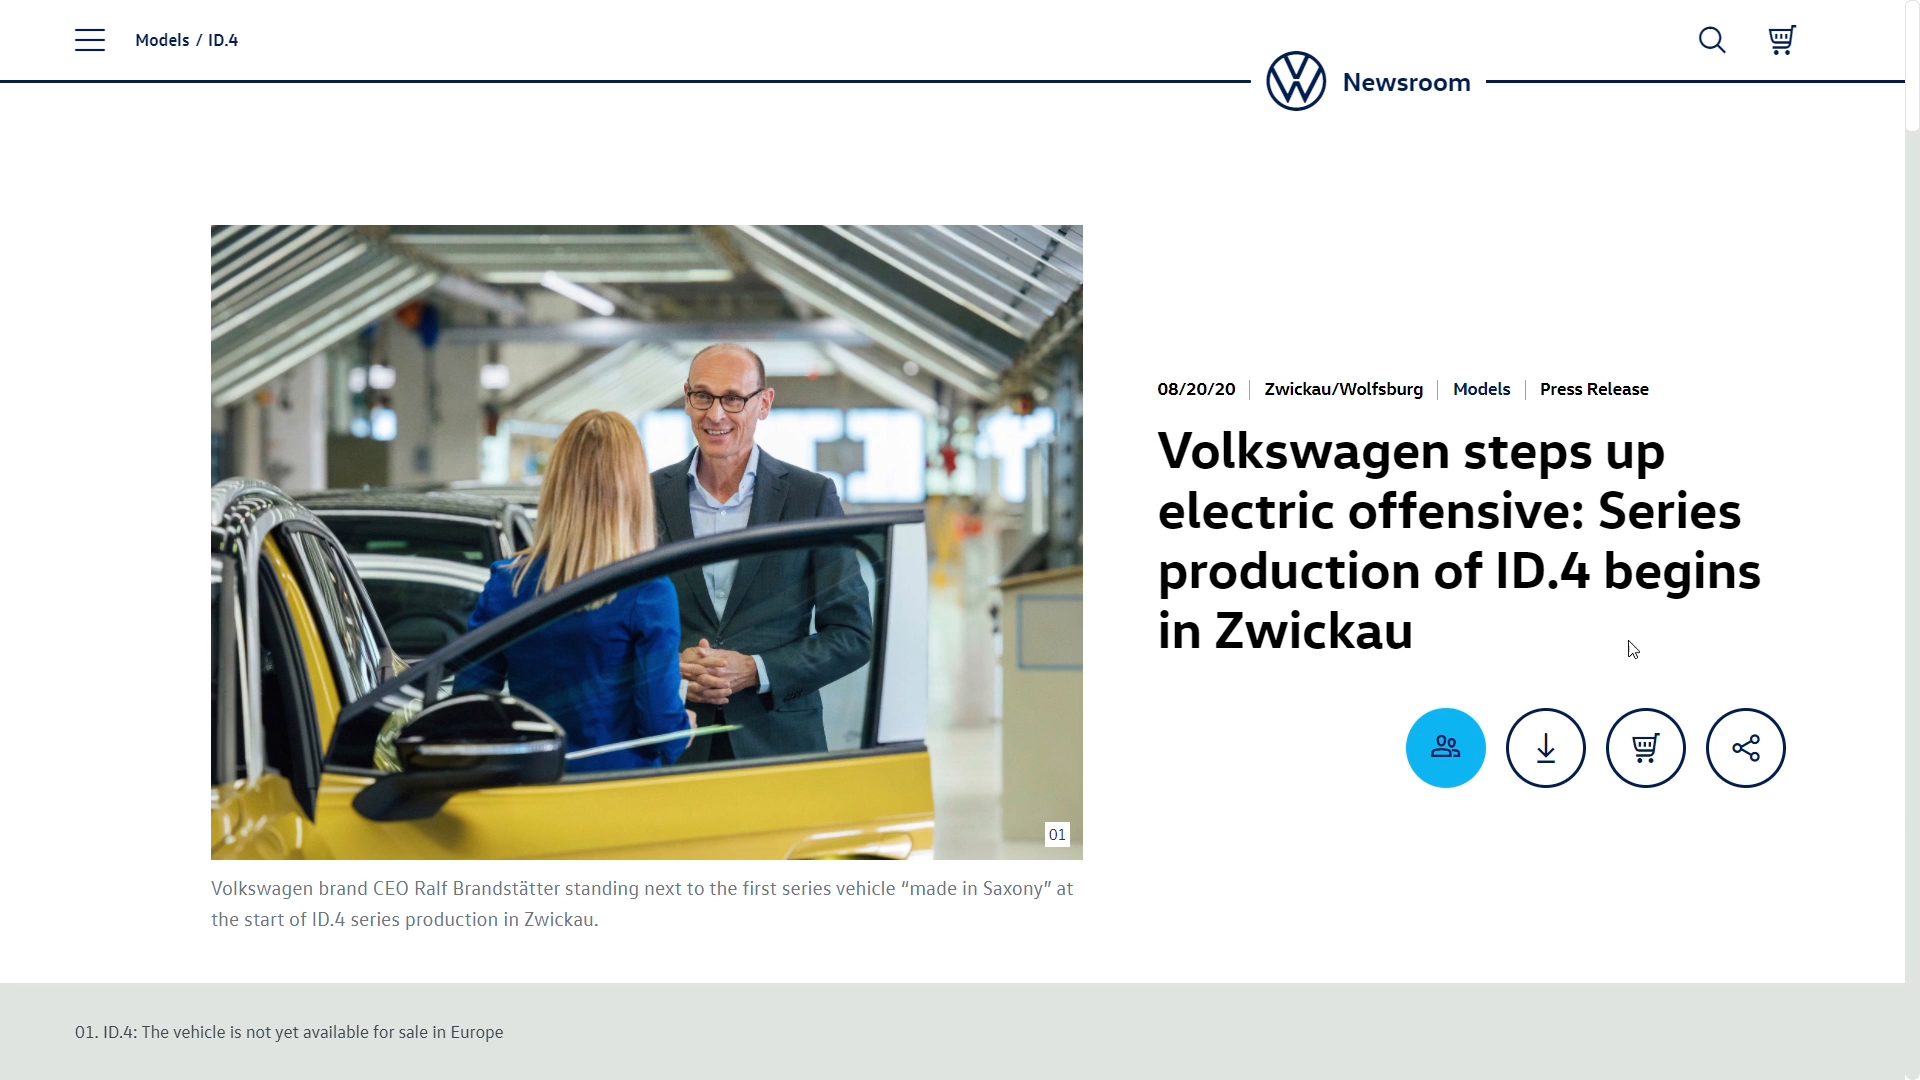 Models / ID.4
Newsroom
08/20/20 Zwickau/Wolfsburg Models Press Release
Volkswagen steps up
electric offensive: Series
production of ID.4 begins
in Zwickau
01
Volkswagen brand CEO Ralf Brandstätter standing next to the first series vehicle “made in Saxony” at
the start of ID.4 series production in Zwickau.
01. ID.4: The vehicle is not yet available for sale in Europe